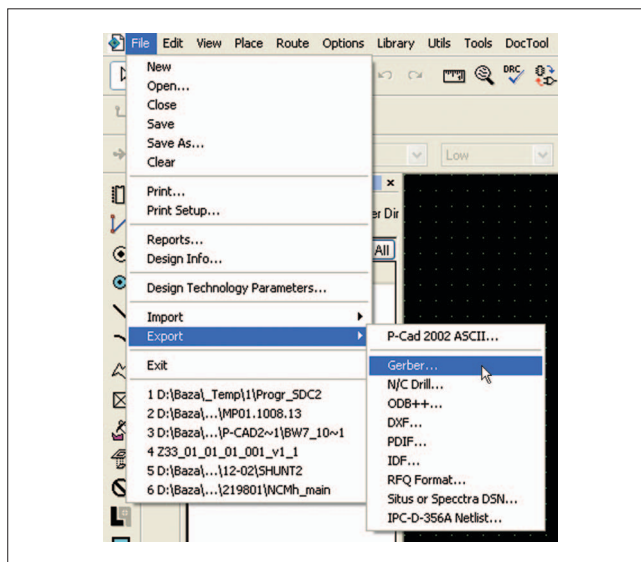 File Edit View Place Route Options Library Utils Tools DocTool
New
Open...
Close
Save
Save As...
Clear
Print...
Print Setup...
Reports...
Design Info...
Design Technology Parameters...
Import
Export
Exit
1 D:\Baza\_Temp\1\Progr_SDC2
2 D:\Baza\...\MP01.1008.13
3 D:\Baza\...\P-CAD2~1\BW7_10~1
4 Z33_01_01_01_001_v1_1
5 D:\Baza\...\12-02\SHUNT2
6 D:\Baza\...\219801\NCMh_main
DRC
Low
er Dir
All
P-Cad 2002 ASCII...
Gerber...
N/C Drill...
ODB++...
DXF...
PDIF...
IDF...
RFQ Format...
Situs or Specctra DSN...
IPC-D-356A Netlist...